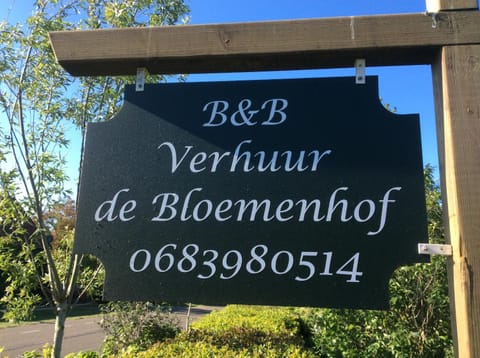 B&B
Verhuur
de Bloemenhof
0683980514